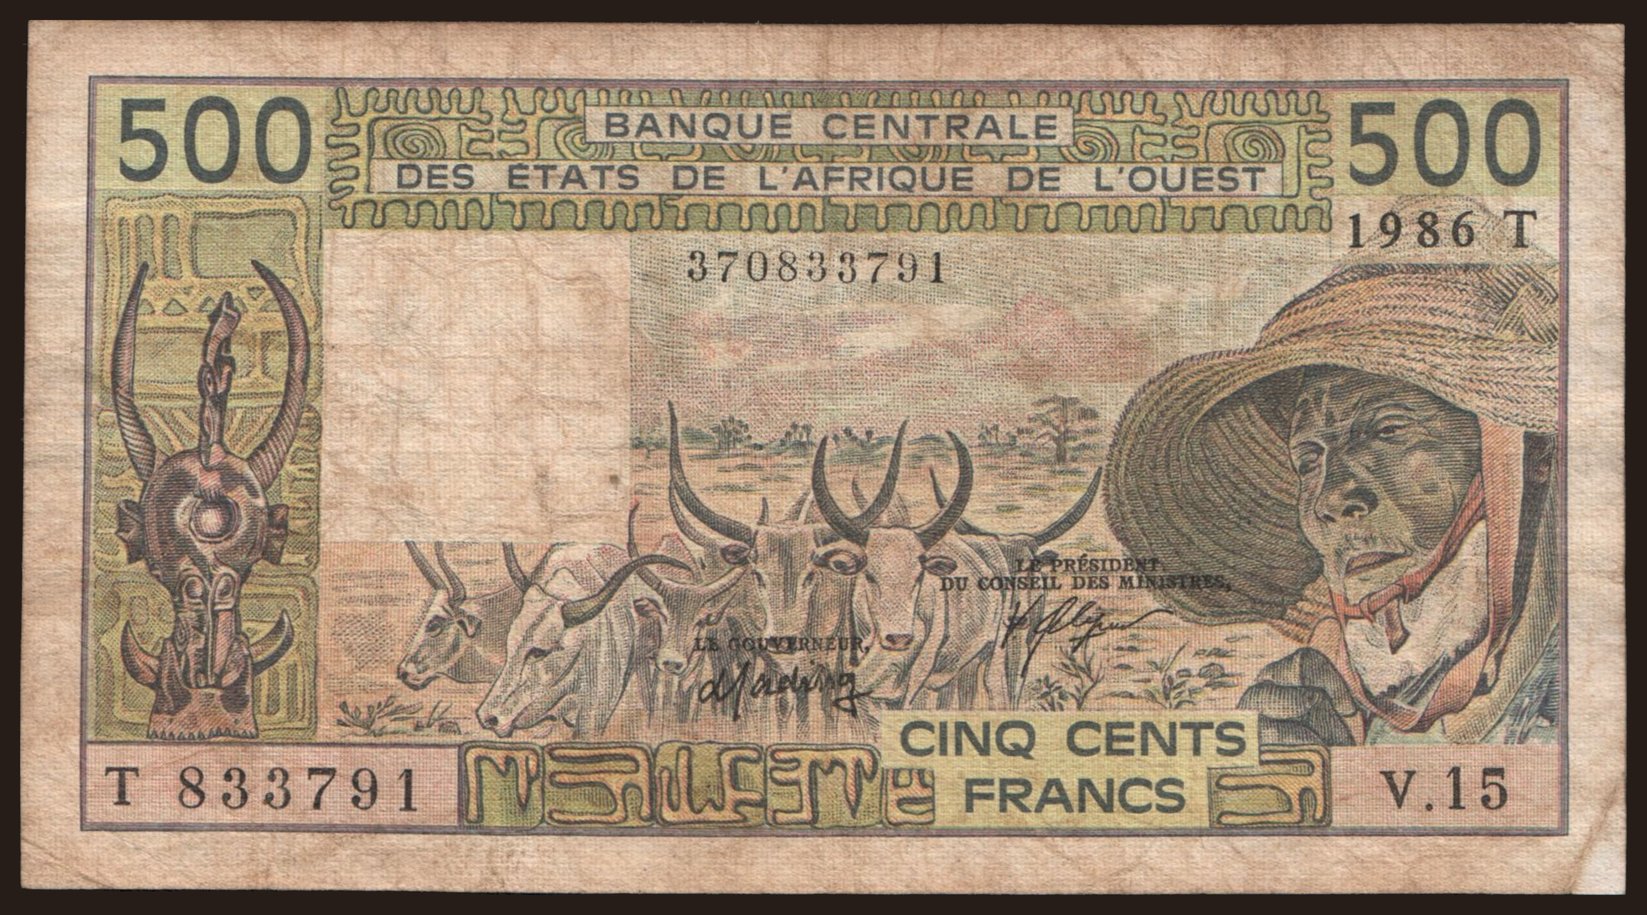 500
BANQUE CENTRALE
DES ÉTATS DE L'AFRIQUE DE L'OUEST
500
1986 T
370833791
LE PRÉSIDENT
DU CONSEIL DES MINISTRES,
LE GOUVERNEUR,
CINQ CENTS
FRANCS
T 833791
V.15